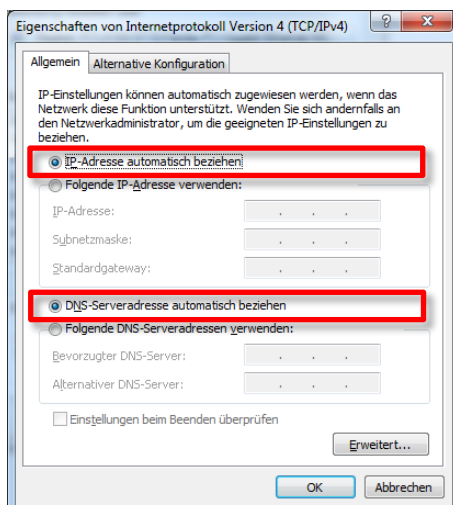 Eigenschaften von Internetprotokoll Version 4 (TCP/IPv4)
Allgemein Alternative Konfiguration
IP-Einstellungen können automatisch zugewiesen werden, wenn das
Netzwerk diese Funktion unterstützt. Wenden Sie sich andernfalls an
den Netzwerkadministrator, um die geeigneten IP-Einstellungen zu
beziehen.
IP-Adresse automatisch beziehen
Folgende IP-Adresse verwenden:
IP-Adresse:
Subnetzmaske:
Standardgateway:
DNS-Serveradresse automatisch beziehen
Folgende DNS-Serveradressen verwenden:
Bevorzugter DNS-Server:
Alternativer DNS-Server:
Einstellungen beim Beenden überprüfen
Erweitert...
OK Abbrechen